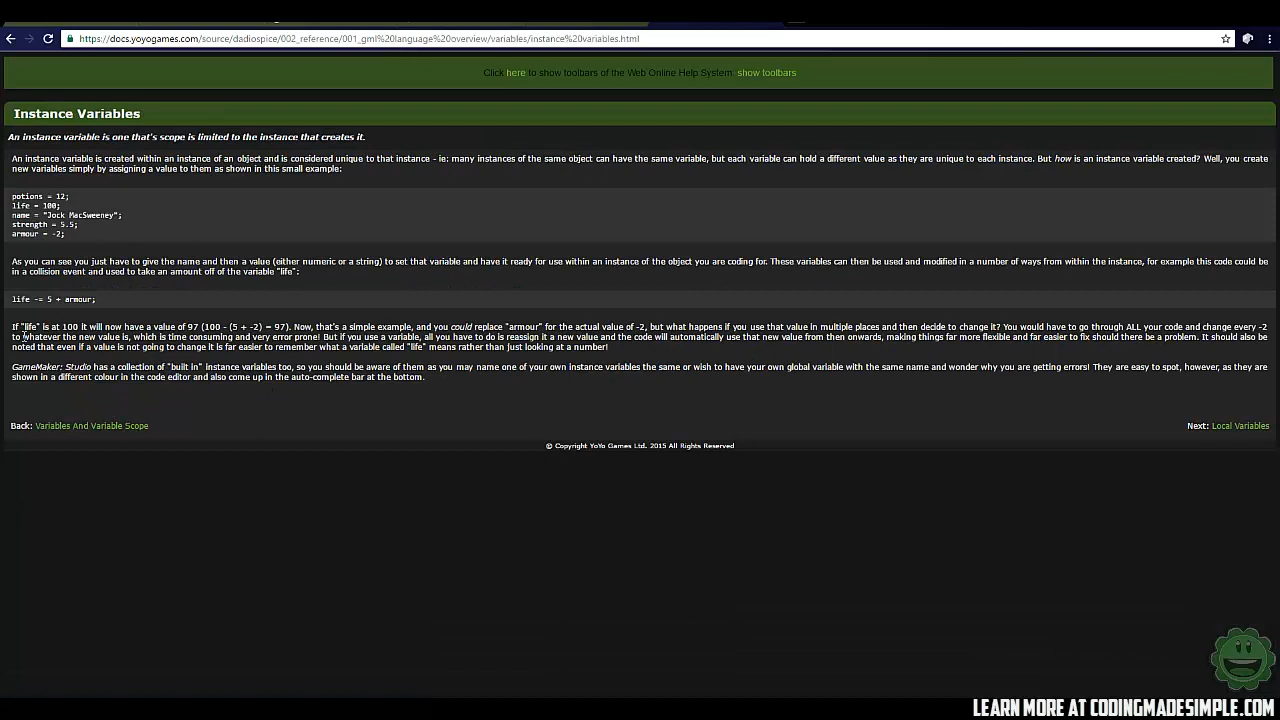 https://docs.yoyogames.com/source/dadiospice/002_reference/001_gml%20language%20overview/variables/instance%20variables.html
Click here to show toolbars of the Web Online Help System: show toolbars
Instance Variables
An instance variable is one that's scope is limited to the instance that creates it.
An instance variable is created within an instance of an object and is considered unique to that instance - ie: many instances of the same object can have the same variable, but each variable can hold a different value as they are unique to each instance. But how is an instance variable created? Well, you create
new variables simply by assigning a value to them as shown in this small example:
potions = 12;
life = 100;
name = "Jock MacSweeney";
strength = 5.5;
armour = -2;
As you can see you just have to give the name and then a value (either numeric or a string) to set that variable and have it ready for use within an instance of the object you are coding for. These variables can then be used and modified in a number of ways from within the instance, for example this code could be
in a collision event and used to take an amount off of the variable "life":
life -= 5 + armour;
If "life" is at 100 it will now have a value of 97 (100 - (5 + -2) = 97). Now, that's a simple example, and you could replace "armour" for the actual value of -2, but what happens if you use that value in multiple places and then decide to change it? You would have to go through ALL your code and change every -2
to whatever the new value is, which is time consuming and very error prone! But if you use a variable, all you have to do is reassign it a new value and the code will automatically use that new value from then onwards, making things far more flexible and far easier to fix should there be a problem. It should also be
noted that even if a value is not going to change it is far easier to remember what a variable called "life" means rather than just looking at a number!
GameMaker: Studio has a collection of "built in" instance variables too, so you should be aware of them as you may name one of your own instance variables the same or wish to have your own global variable with the same name and wonder why you are getting errors! They are easy to spot, however, as they are
shown in a different colour in the code editor and also come up in the auto-complete bar at the bottom.
Back: Variables And Variable Scope
Next: Local Variables
© Copyright YoYo Games Ltd. 2015 All Rights Reserved
LEARN MORE AT CODINGMADESIMPLE.COM